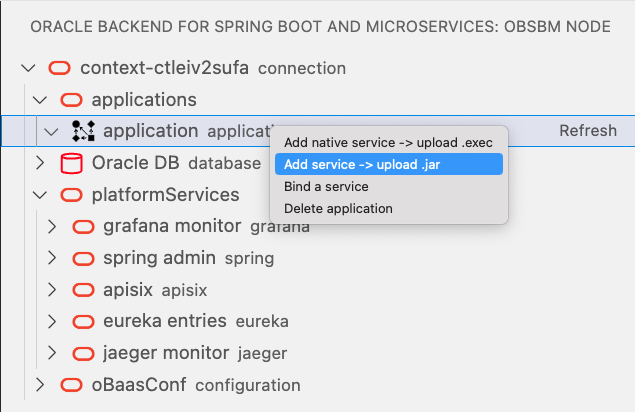 ORACLE BACKEND FOR SPRING BOOT AND MICROSERVICES: OBSBM NODE
context-ctleiv2sufa connection
applications
application applicati
Refresh
Add native service -> upload .exec
Add service -> upload .jar
Bind a service
Delete application
Oracle DB database
platformServices
grafana monitor grafana
spring admin spring
apisix apisix
eureka entries eureka
jaeger monitor jaeger
oBaasConf configuration